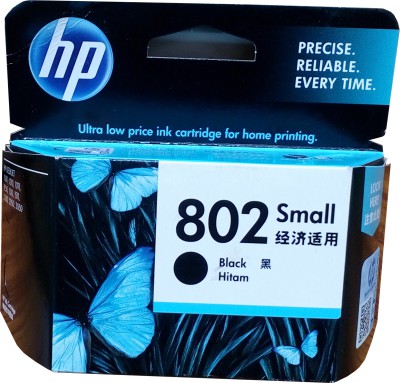 hp
PRECISE.
RELIABLE.
EVERY TIME.
Ultra low price ink cartridge for home printing.
802 Small
经济适用
Black 黑
Hitam